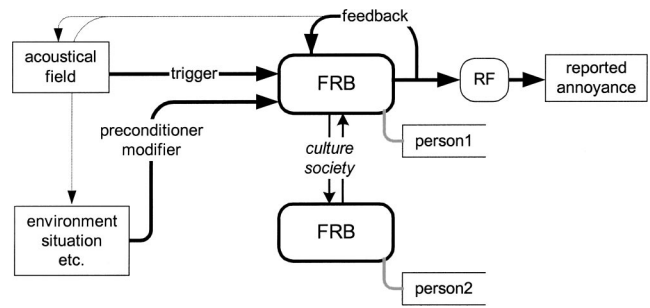 feedback
acoustical
field
trigger
FRB
RF
reported
annoyance
preconditioner
modifier
person1
culture
society
environment
situation
etc.
FRB
person2